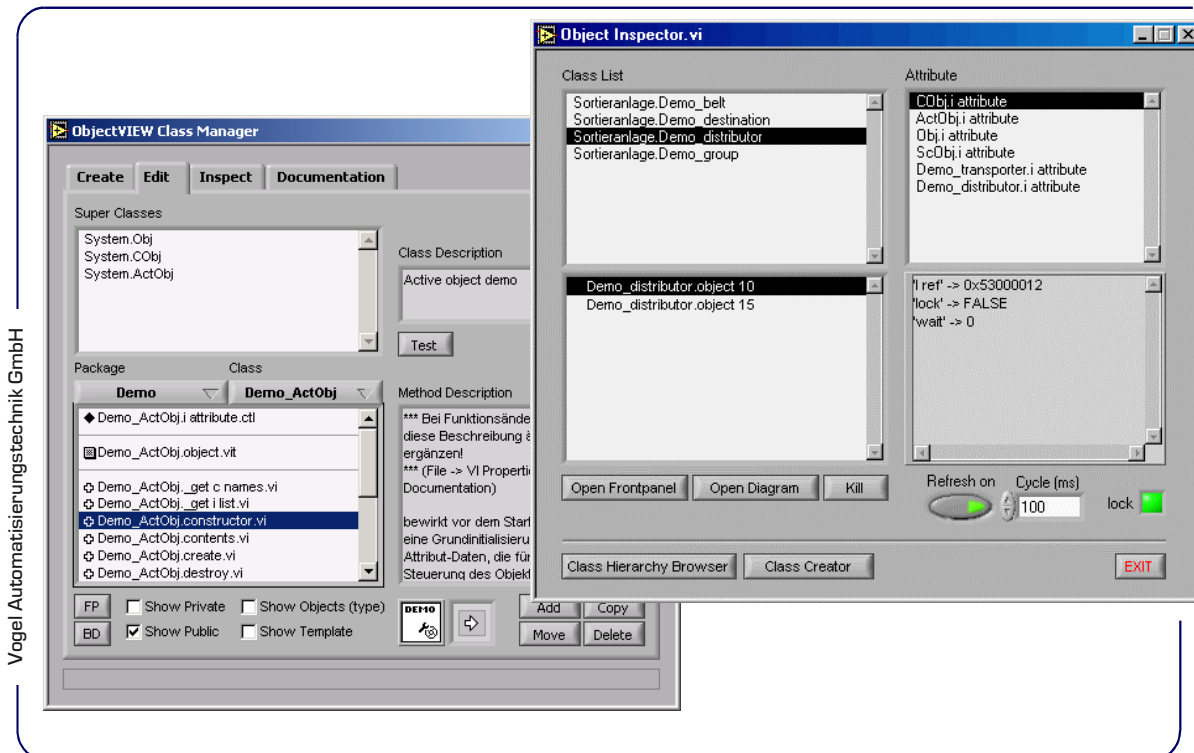 Vogel Automatisierungstechnik GmbH
ObjectVIEW Class Manager
Create Edit Inspect Documentation
Super Classes
System.Obj
System.CObj
System.ActObj
Class Description
Active object demo
Test
Package Class
Demo Demo_ActObj
Demo_ActObj.i attribute.ctl
Demo_ActObj.object.vit
Demo_ActObj._get c names.vi
Demo_ActObj._get i list.vi
Demo_ActObj.constructor.vi
Demo_ActObj.contents.vi
Demo_ActObj.create.vi
Demo_ActObj.destroy.vi
Method Description
*** Bei Funktionsände
diese Beschreibung
ergänzen!
*** (File -> VI Properti
Documentation)
bewirkt vor dem Star
eine Grundinitialisieru
Attribut-Daten, die für
Steuerung des Objekt
FP Show Private Show Objects (type)
BD Show Public Show Template
DEMO
Add Copy
Move Delete
Object Inspector.vi
Class List
Sortieranlage.Demo_belt
Sortieranlage.Demo_destination
Sortieranlage.Demo_distributor
Sortieranlage.Demo_group
Attribute
CObj.i attribute
ActObj.i attribute
Obj.i attribute
ScObj.i attribute
Demo_transporter.i attribute
Demo_distributor.i attribute
Demo_distributor.object 10
Demo_distributor.object 15
'I ref' -> 0x53000012
'lock' -> FALSE
'wait' -> 0
Open Frontpanel Open Diagram Kill
Refresh on Cycle (ms)
100
lock
Class Hierarchy Browser Class Creator EXIT